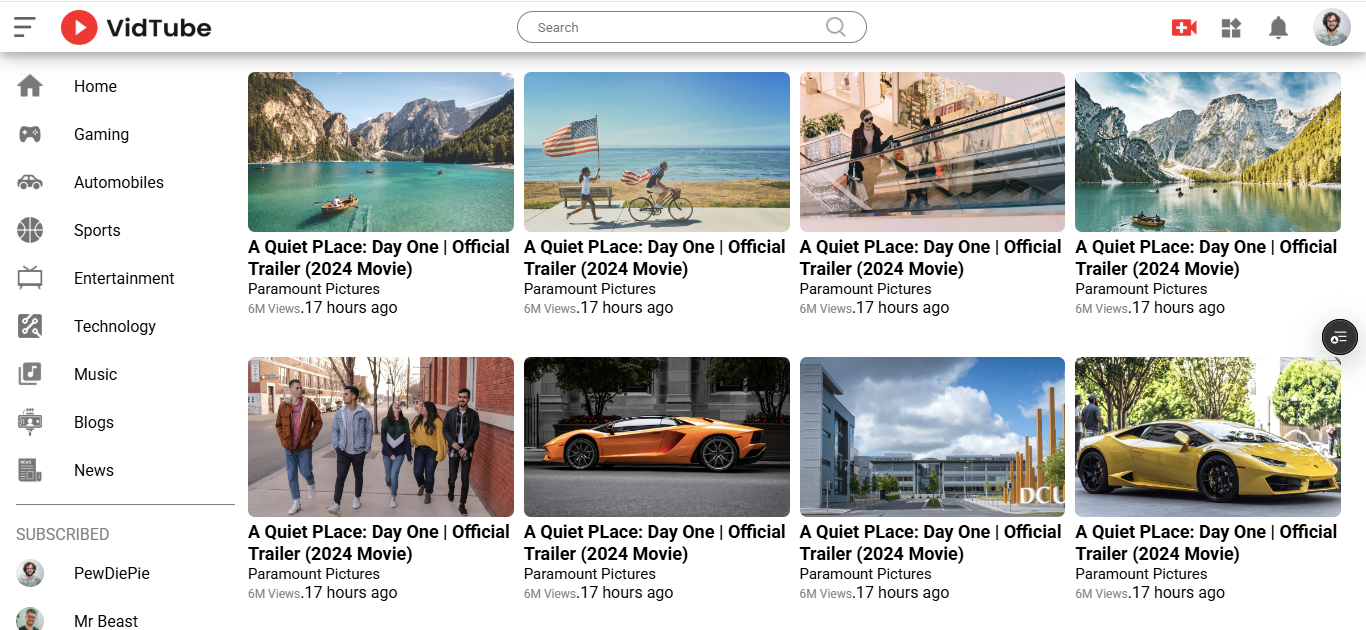 VidTube
Search
Home
Gaming
Automobiles
Sports
Entertainment
Technology
Music
Blogs
News
SUBSCRIBED
PewDiePie
Mr Beast
A Quiet PLace: Day One | Official
Trailer (2024 Movie)
Paramount Pictures
6M Views.17 hours ago
A Quiet PLace: Day One | Official
Trailer (2024 Movie)
Paramount Pictures
6M Views.17 hours ago
A Quiet PLace: Day One | Official
Trailer (2024 Movie)
Paramount Pictures
6M Views.17 hours ago
A Quiet PLace: Day One | Official
Trailer (2024 Movie)
Paramount Pictures
6M Views.17 hours ago
A Quiet PLace: Day One | Official
Trailer (2024 Movie)
Paramount Pictures
6M Views.17 hours ago
A Quiet PLace: Day One | Official
Trailer (2024 Movie)
Paramount Pictures
6M Views.17 hours ago
DCU
A Quiet PLace: Day One | Official
Trailer (2024 Movie)
Paramount Pictures
6M Views.17 hours ago
A Quiet PLace: Day One | Official
Trailer (2024 Movie)
Paramount Pictures
6M Views.17 hours ago